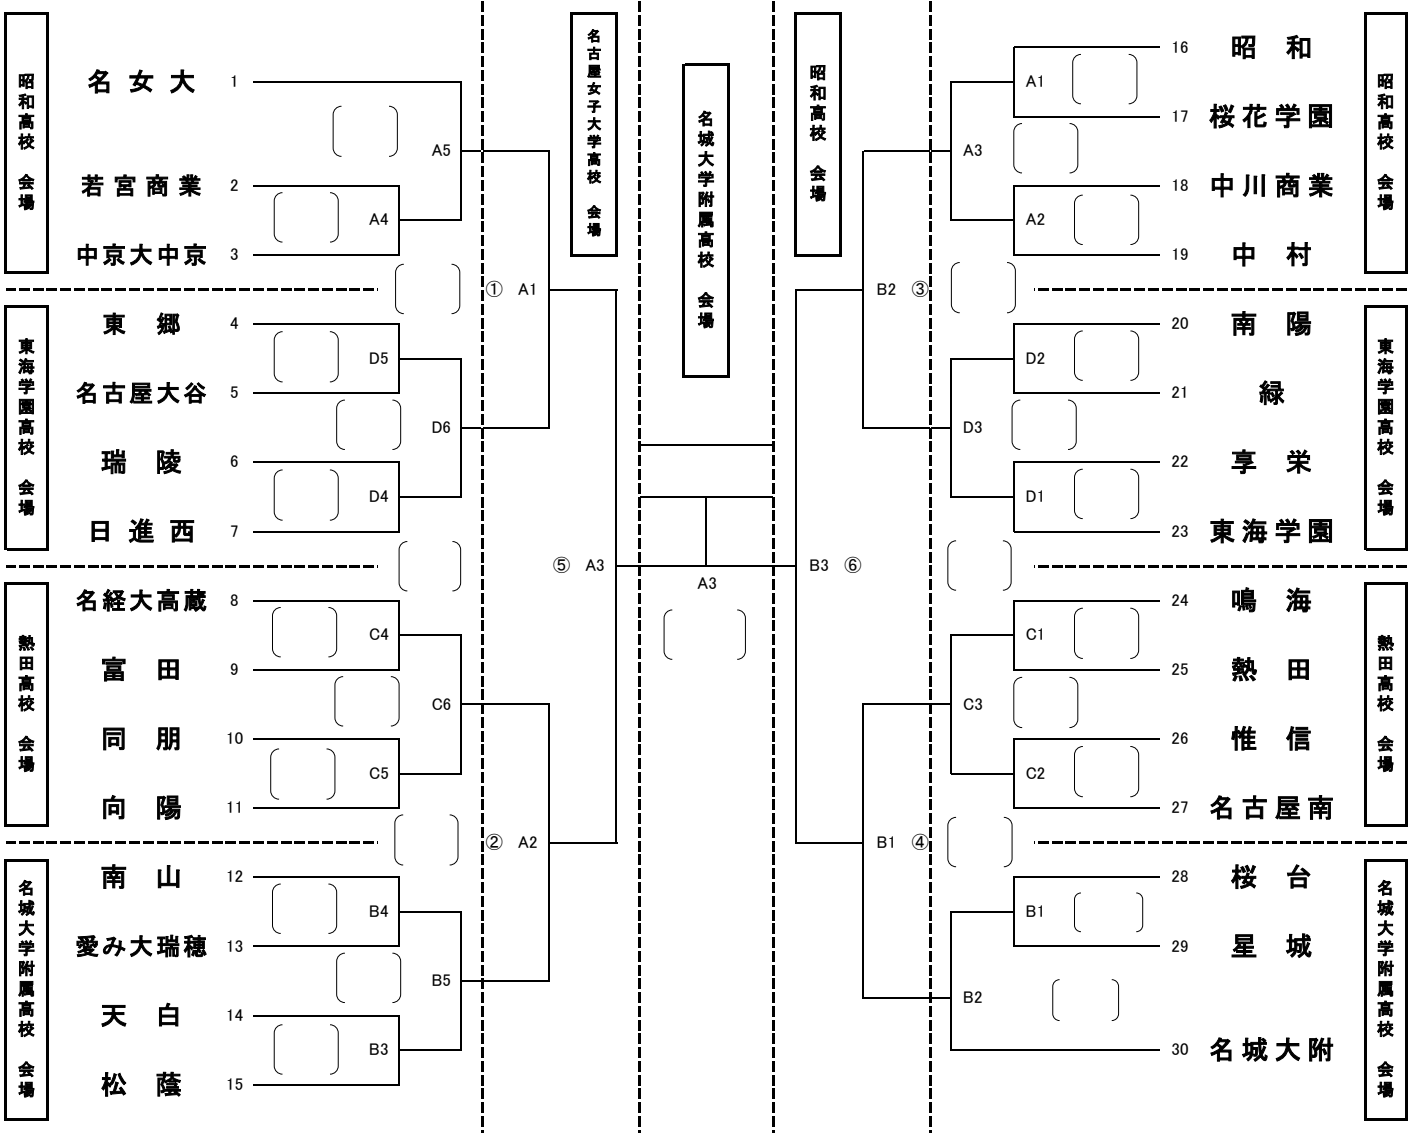 昭和高校 会場
名女大 1
A5
若宮商業 2
A4
中京大中京 3
① A1
東海学園高校 会場
東郷 4
D5
名古屋大谷 5
D6
瑞陵 6
D4
日進西 7
⑤ A3
熱田高校 会場
名経大高蔵 8
C4
富田 9
C6
同朋 10
C5
向陽 11
② A2
名城大学附属高校 会場
南山 12
B4
愛み大瑞穂 13
B5
天白 14
B3
松蔭 15
名古屋女子大学高校 会場
名城大学附属高校 会場
A3
昭和高校 会場
昭和高校 会場
16 昭和
A1
17 桜花学園
A3
18 中川商業
A2
19 中村
B2 ③
東海学園高校 会場
20 南陽
D2
21 緑
D3
22 享栄
D1
23 東海学園
B3 ⑥
熱田高校 会場
24 鳴海
C1
25 熱田
C3
26 惟信
C2
27 名古屋南
B1 ④
名城大学附属高校 会場
28 桜台
B1
29 星城
B2
30 名城大附